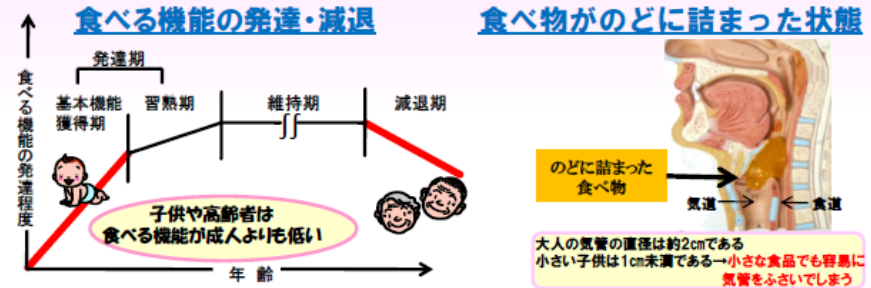 食べる機能の発達・減退
発達期
基本機能
獲得期
習熟期
維持期
減退期
食べる機能の発達程度
子供や高齢者は
食べる機能が成人よりも低い
年 齢
食べ物がのどに詰まった状態
のどに詰まった
食べ物
気道
食道
大人の気管の直径は約2cmである
小さい子供は1cm未満である→小さな食品でも容易に
気管をふさいでしまう